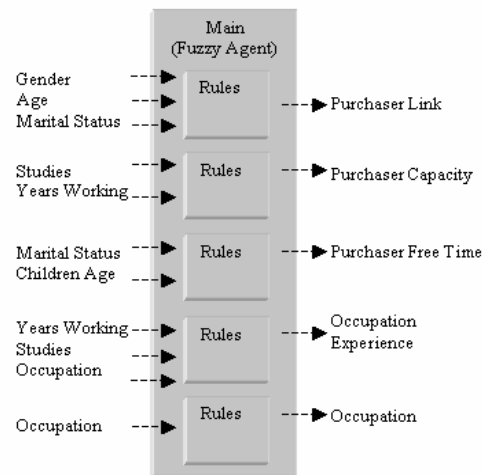 Main
(Fuzzy Agent)
Gender
Age
Marital Status
Rules
Purchaser Link
Studies
Years Working
Rules
Purchaser Capacity
Marital Status
Children Age
Rules
Purchaser Free Time
Years Working
Studies
Occupation
Rules
Occupation
Experience
Occupation
Rules
Occupation